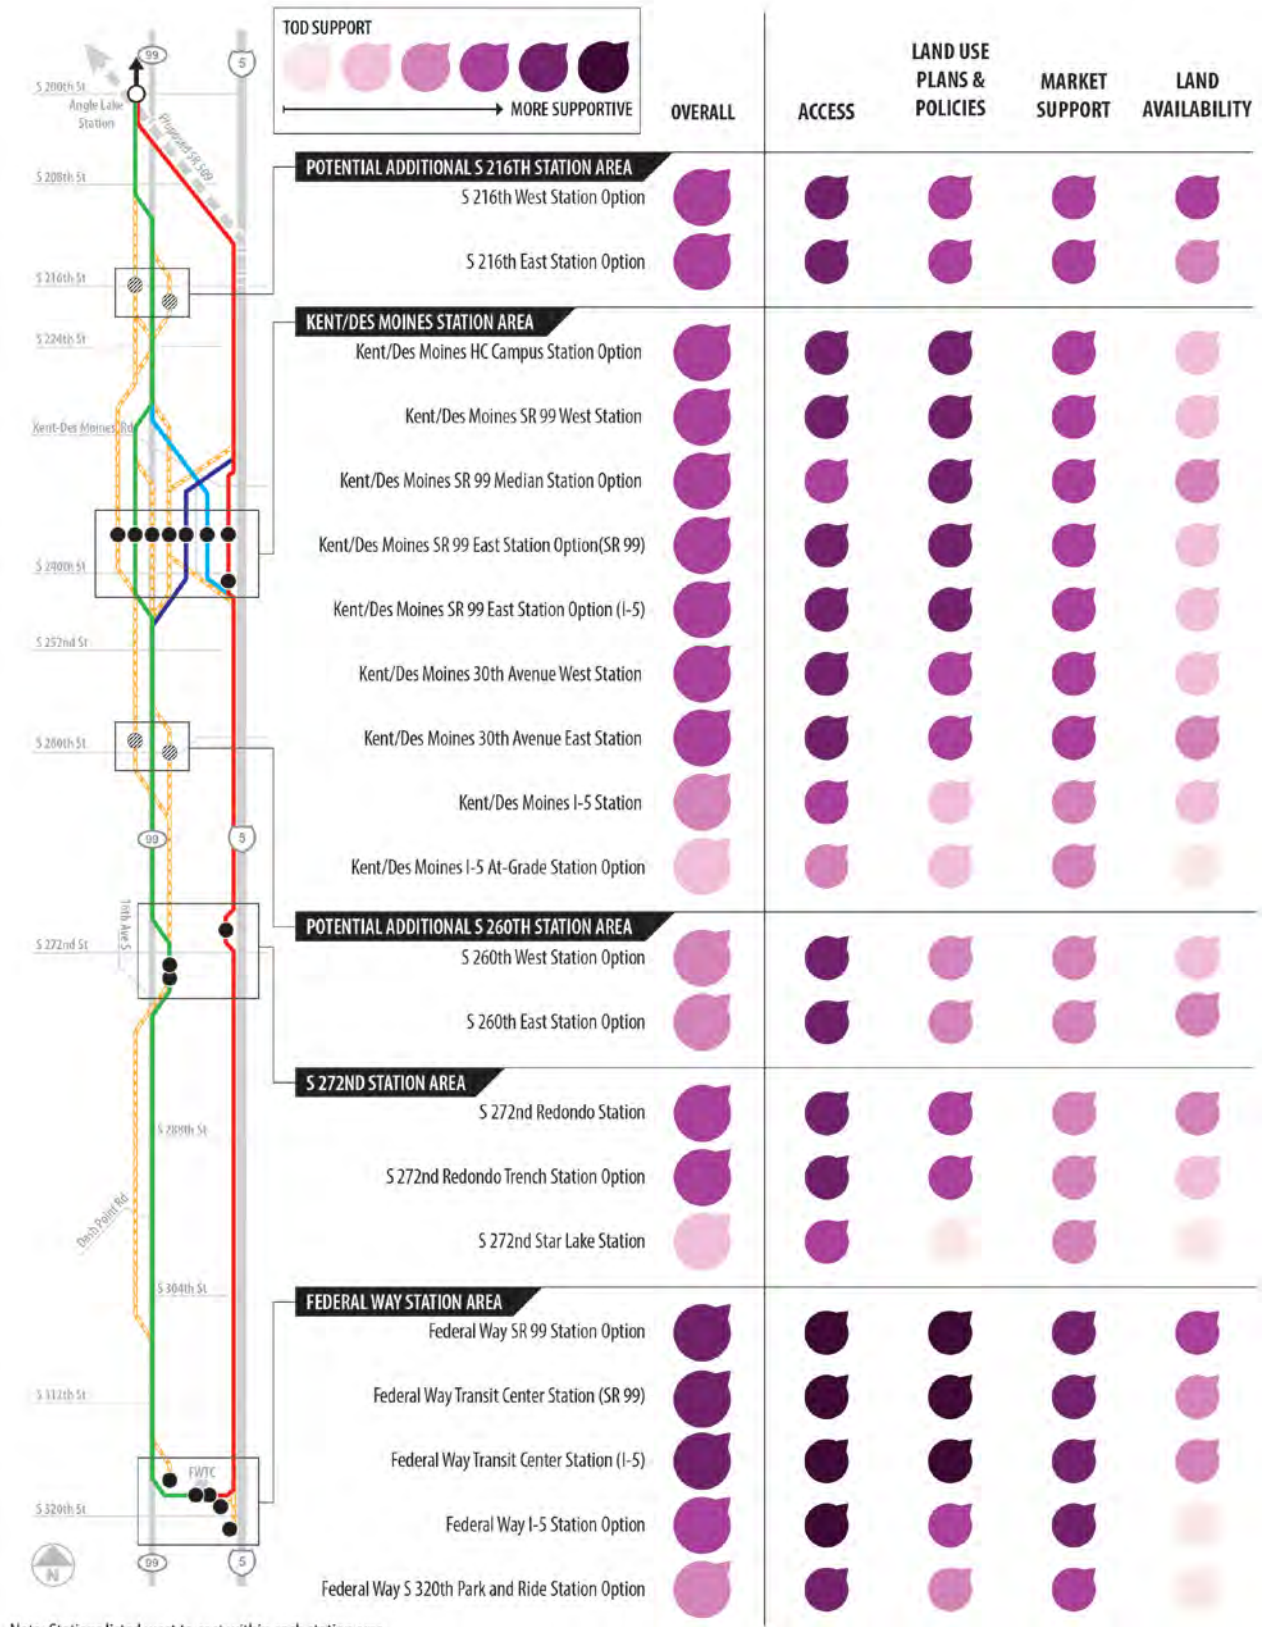 TOD SUPPORT
MORE SUPPORTIVE
OVERALL
ACCESS
LAND USE
PLANS &
POLICIES
MARKET
SUPPORT
LAND
AVAILABILITY
POTENTIAL ADDITIONAL S 216TH STATION AREA
S 216th West Station Option
S 216th East Station Option
KENT/DES MOINES STATION AREA
Kent/Des Moines HC Campus Station Option
Kent/Des Moines SR 99 West Station
Kent/Des Moines SR 99 Median Station Option
Kent/Des Moines SR 99 East Station Option(SR 99)
Kent/Des Moines SR 99 East Station Option (I-5)
Kent/Des Moines 30th Avenue West Station
Kent/Des Moines 30th Avenue East Station
Kent/Des Moines I-5 Station
Kent/Des Moines I-5 At-Grade Station Option
POTENTIAL ADDITIONAL S 260TH STATION AREA
S 260th West Station Option
S 260th East Station Option
S 272ND STATION AREA
S 272nd Redondo Station
S 272nd Redondo Trench Station Option
S 272nd Star Lake Station
FEDERAL WAY STATION AREA
Federal Way SR 99 Station Option
Federal Way Transit Center Station (SR 99)
Federal Way Transit Center Station (I-5)
Federal Way I-5 Station Option
Federal Way S 320th Park and Ride Station Option
99
5
S 200th St
Angle Lake
Station
Proposed SR 509
S 208th St
S 216th St
S 224th St
Kent-Des Moines Rd
S 240th St
S 252nd St
S 260th St
99
5
16th Ave S
S 272nd St
S 288th St
Dash Point Rd
S 304th St
S 312th St
FWTC
S 320th St
99
5
N